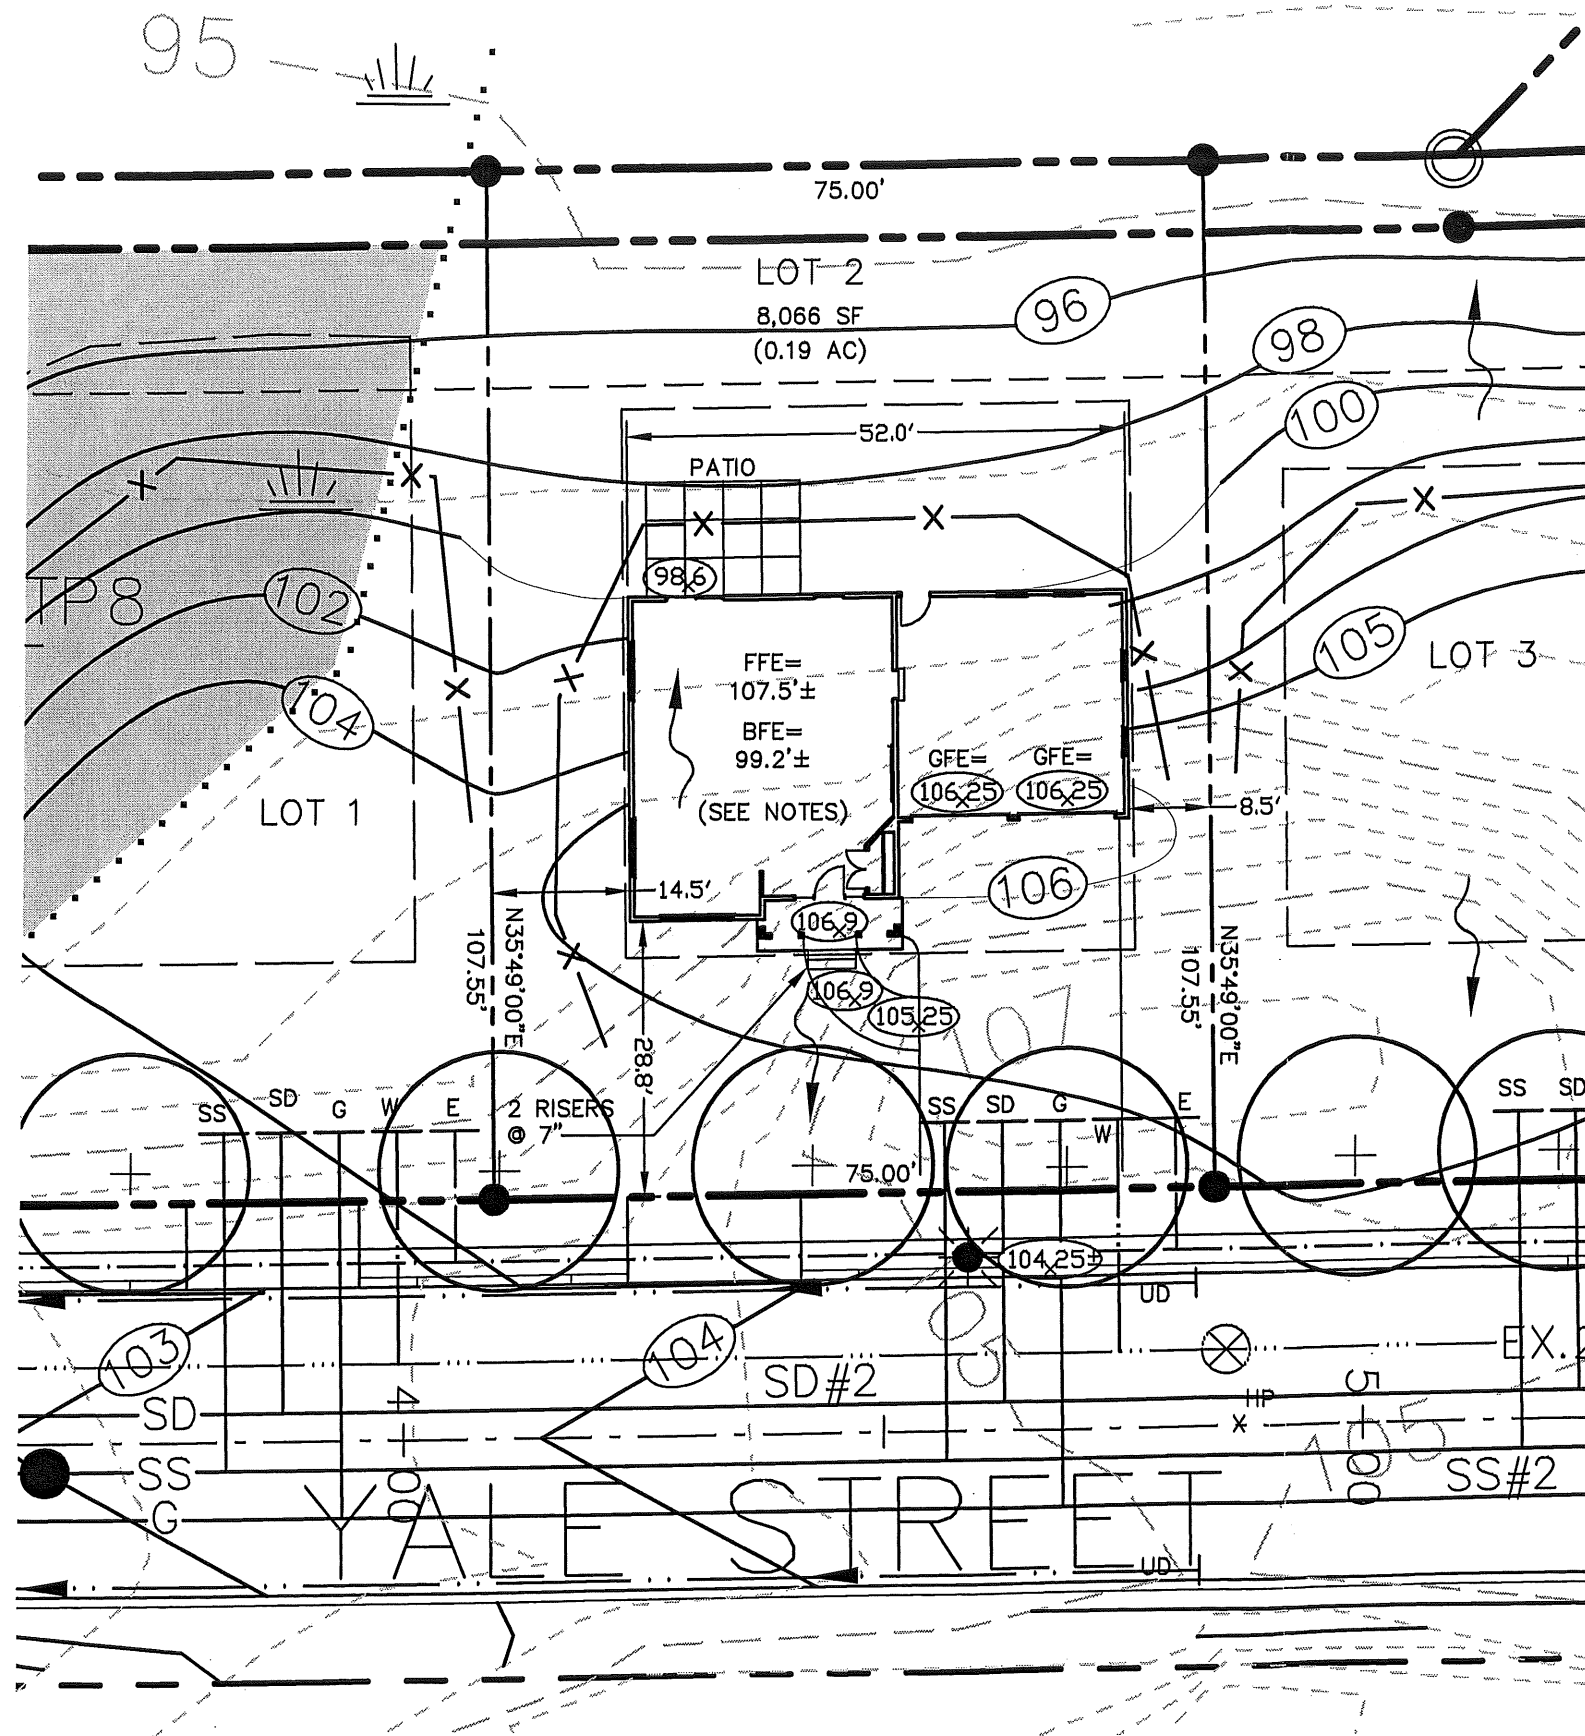 95
75.00'
LOT 2
8,066 SF
(0.19 AC)
96
98
100
52.0'
PATIO
98.6
TP8
102
104
105
LOT 3
FFE=
107.5'±
BFE=
99.2'±
(SEE NOTES)
GFE=
106.25
GFE=
106.25
LOT 1
8.5'
14.5'
106
106.9
N35°49'00"E
107.55'
N35°49'00"E
107.55'
106.9
105.25
107
28.8'
SS
SD
G
W
E
2 RISERS
@ 7"
SS
SD
G
W
E
SS
SD
75.00'
104.25±
UD
103
104
SD#2
05
EX.2
HP
SD
4+00
5+00
105
SS
SS#2
G
YALE STREET
UD